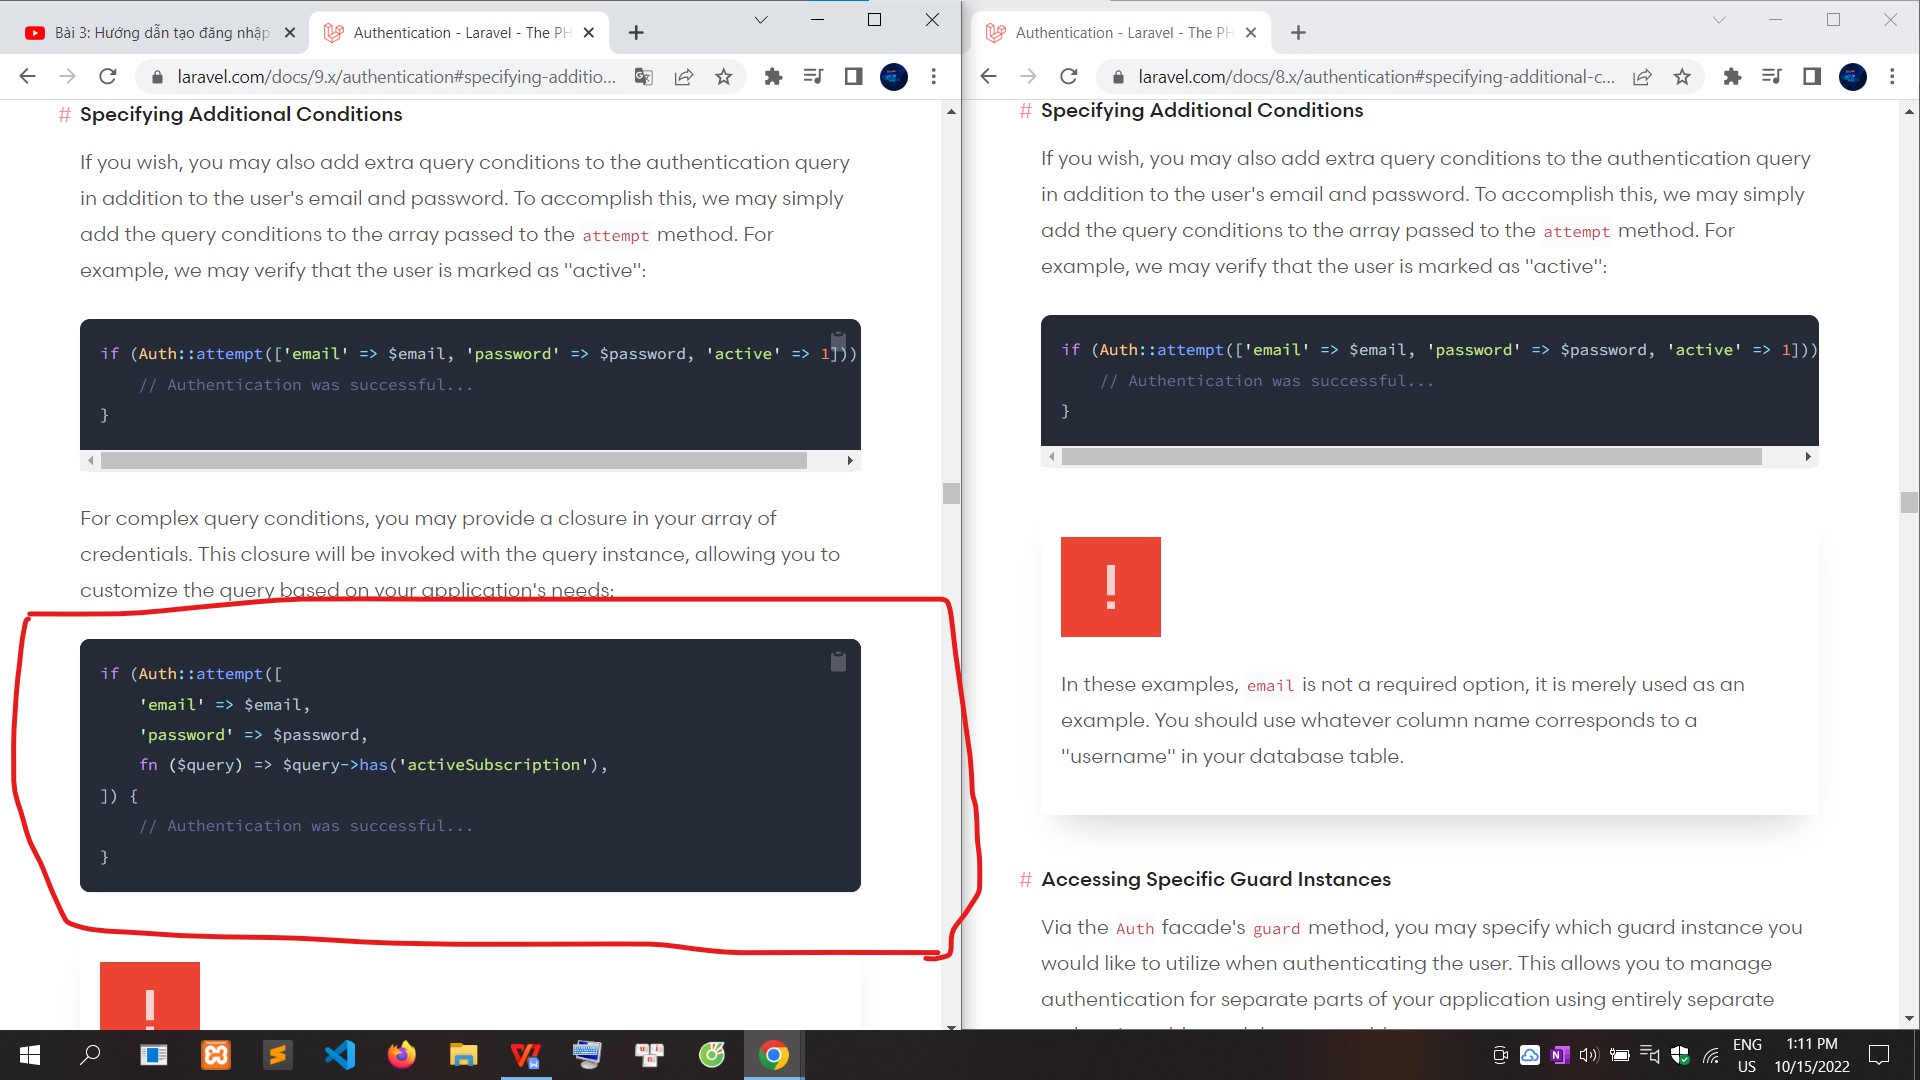 Bài 3: Hướng dẫn tạo đăng nhập
Authentication - Laravel - The PH
laravel.com/docs/9.x/authentication#specifying-additio...
# Specifying Additional Conditions
If you wish, you may also add extra query conditions to the authentication query
in addition to the user's email and password. To accomplish this, we may simply
add the query conditions to the array passed to the attempt method. For
example, we may verify that the user is marked as "active":
if (Auth::attempt(['email' => $email, 'password' => $password, 'active' => 1]))
// Authentication was successful...
}
For complex query conditions, you may provide a closure in your array of
credentials. This closure will be invoked with the query instance, allowing you to
customize the query based on your application's needs:
if (Auth::attempt([
'email' => $email,
'password' => $password,
fn ($query) => $query->has('activeSubscription'),
]) {
// Authentication was successful...
}
!
Authentication - Laravel - The PH
laravel.com/docs/8.x/authentication#specifying-additional-c...
# Specifying Additional Conditions
If you wish, you may also add extra query conditions to the authentication query
in addition to the user's email and password. To accomplish this, we may simply
add the query conditions to the array passed to the attempt method. For
example, we may verify that the user is marked as "active":
if (Auth::attempt(['email' => $email, 'password' => $password, 'active' => 1]))
// Authentication was successful...
}
!
In these examples, email is not a required option, it is merely used as an
example. You should use whatever column name corresponds to a
"username" in your database table.
# Accessing Specific Guard Instances
Via the Auth facade's guard method, you may specify which guard instance you
would like to utilize when authenticating the user. This allows you to manage
authentication for separate parts of your application using entirely separate
ENG
US
1:11 PM
10/15/2022